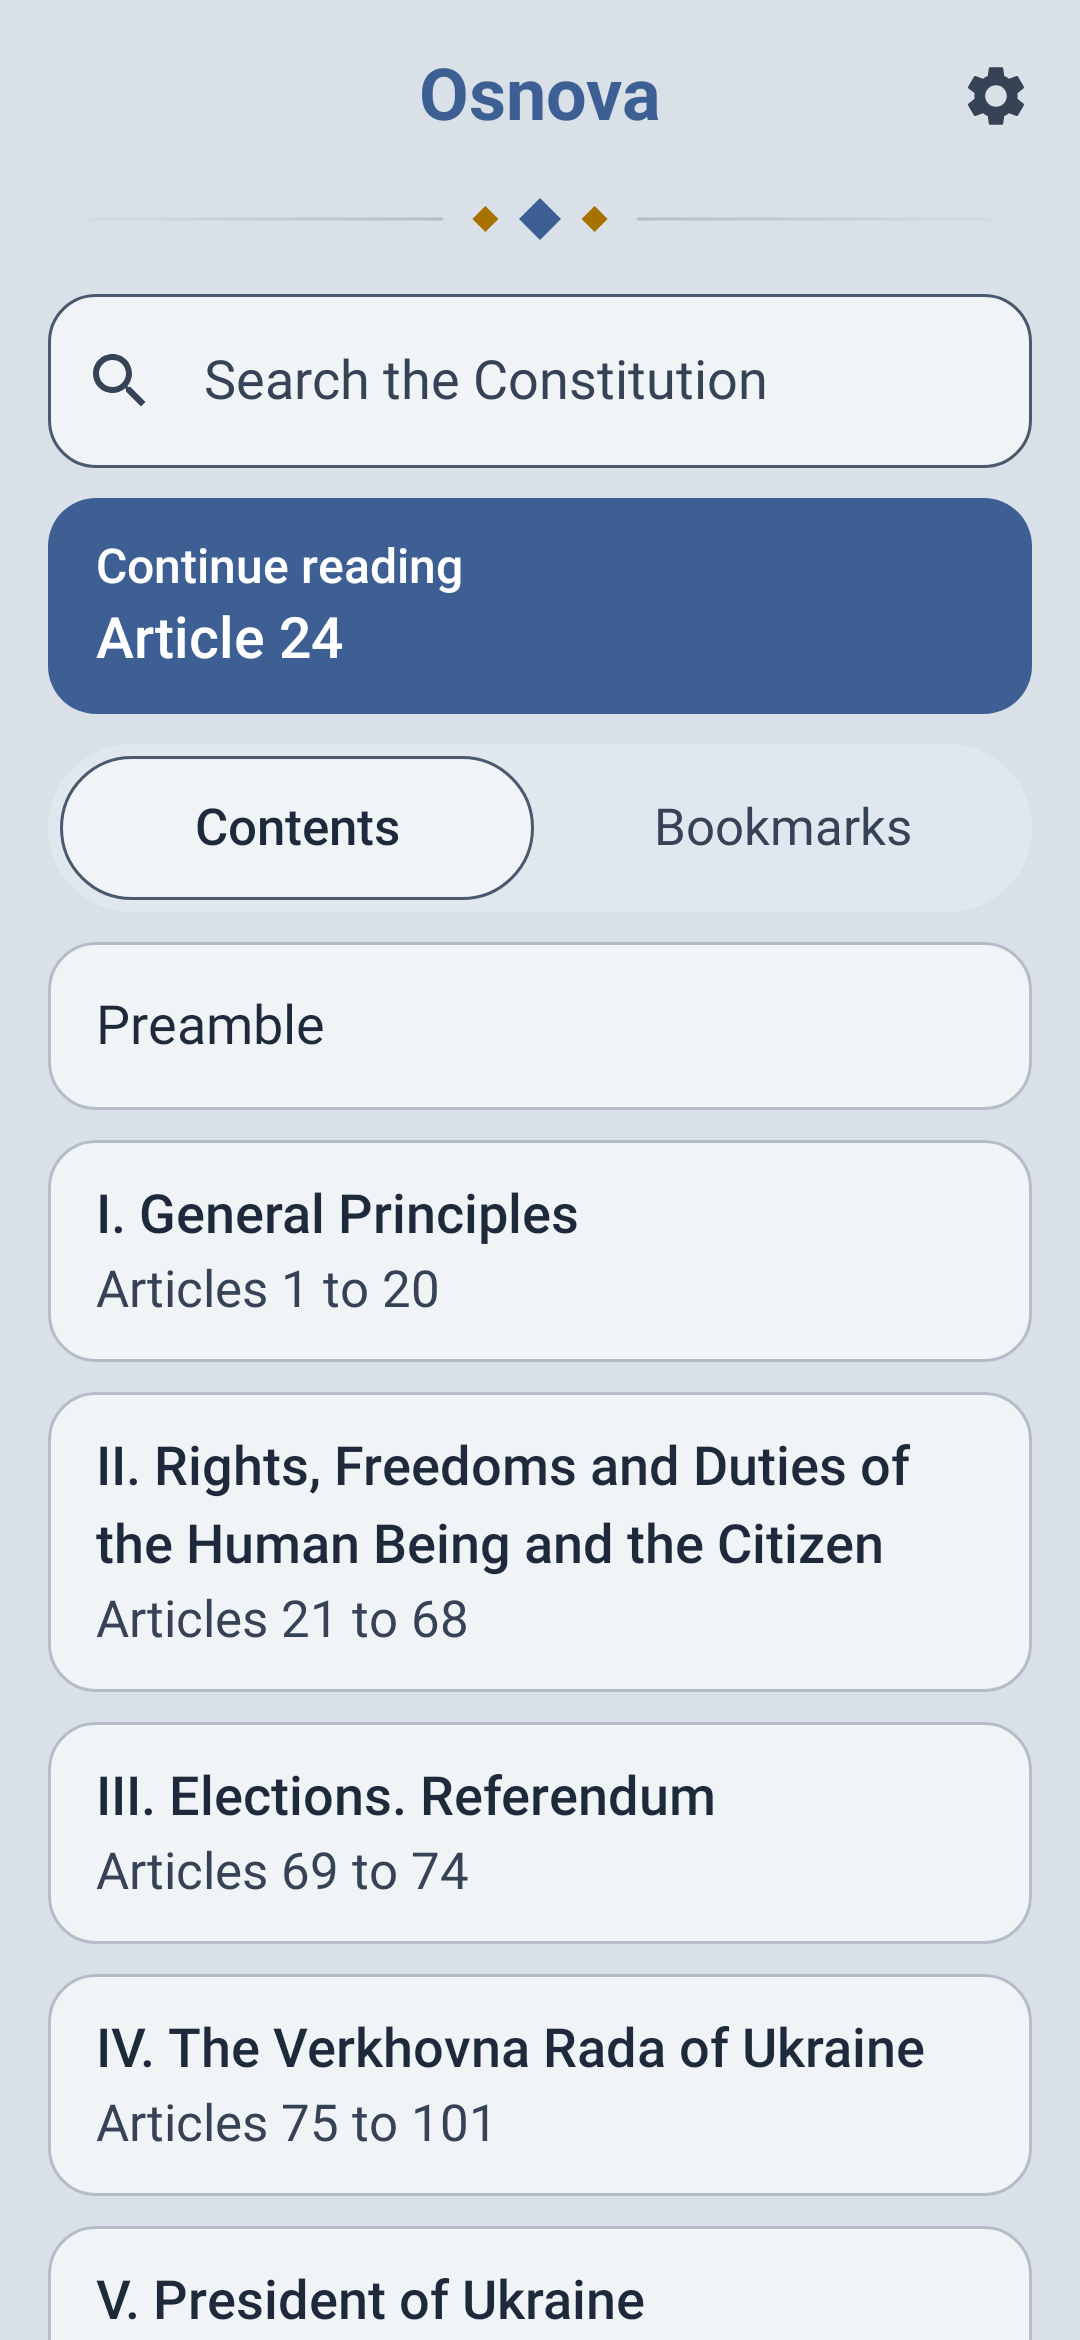 Osnova
Search the Constitution
Continue reading
Article 24
Contents
Bookmarks
Preamble
I. General Principles
Articles 1 to 20
II. Rights, Freedoms and Duties of
the Human Being and the Citizen
Articles 21 to 68
III. Elections. Referendum
Articles 69 to 74
IV. The Verkhovna Rada of Ukraine
Articles 75 to 101
V. President of Ukraine